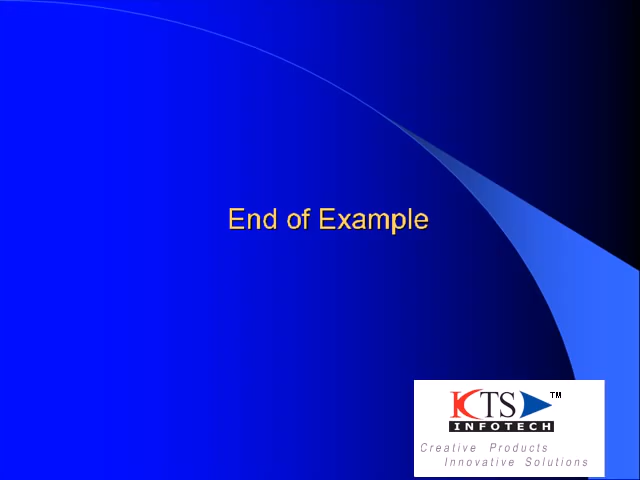 End of Example
KTS™
INFOTECH
Creative Products
Innovative Solutions